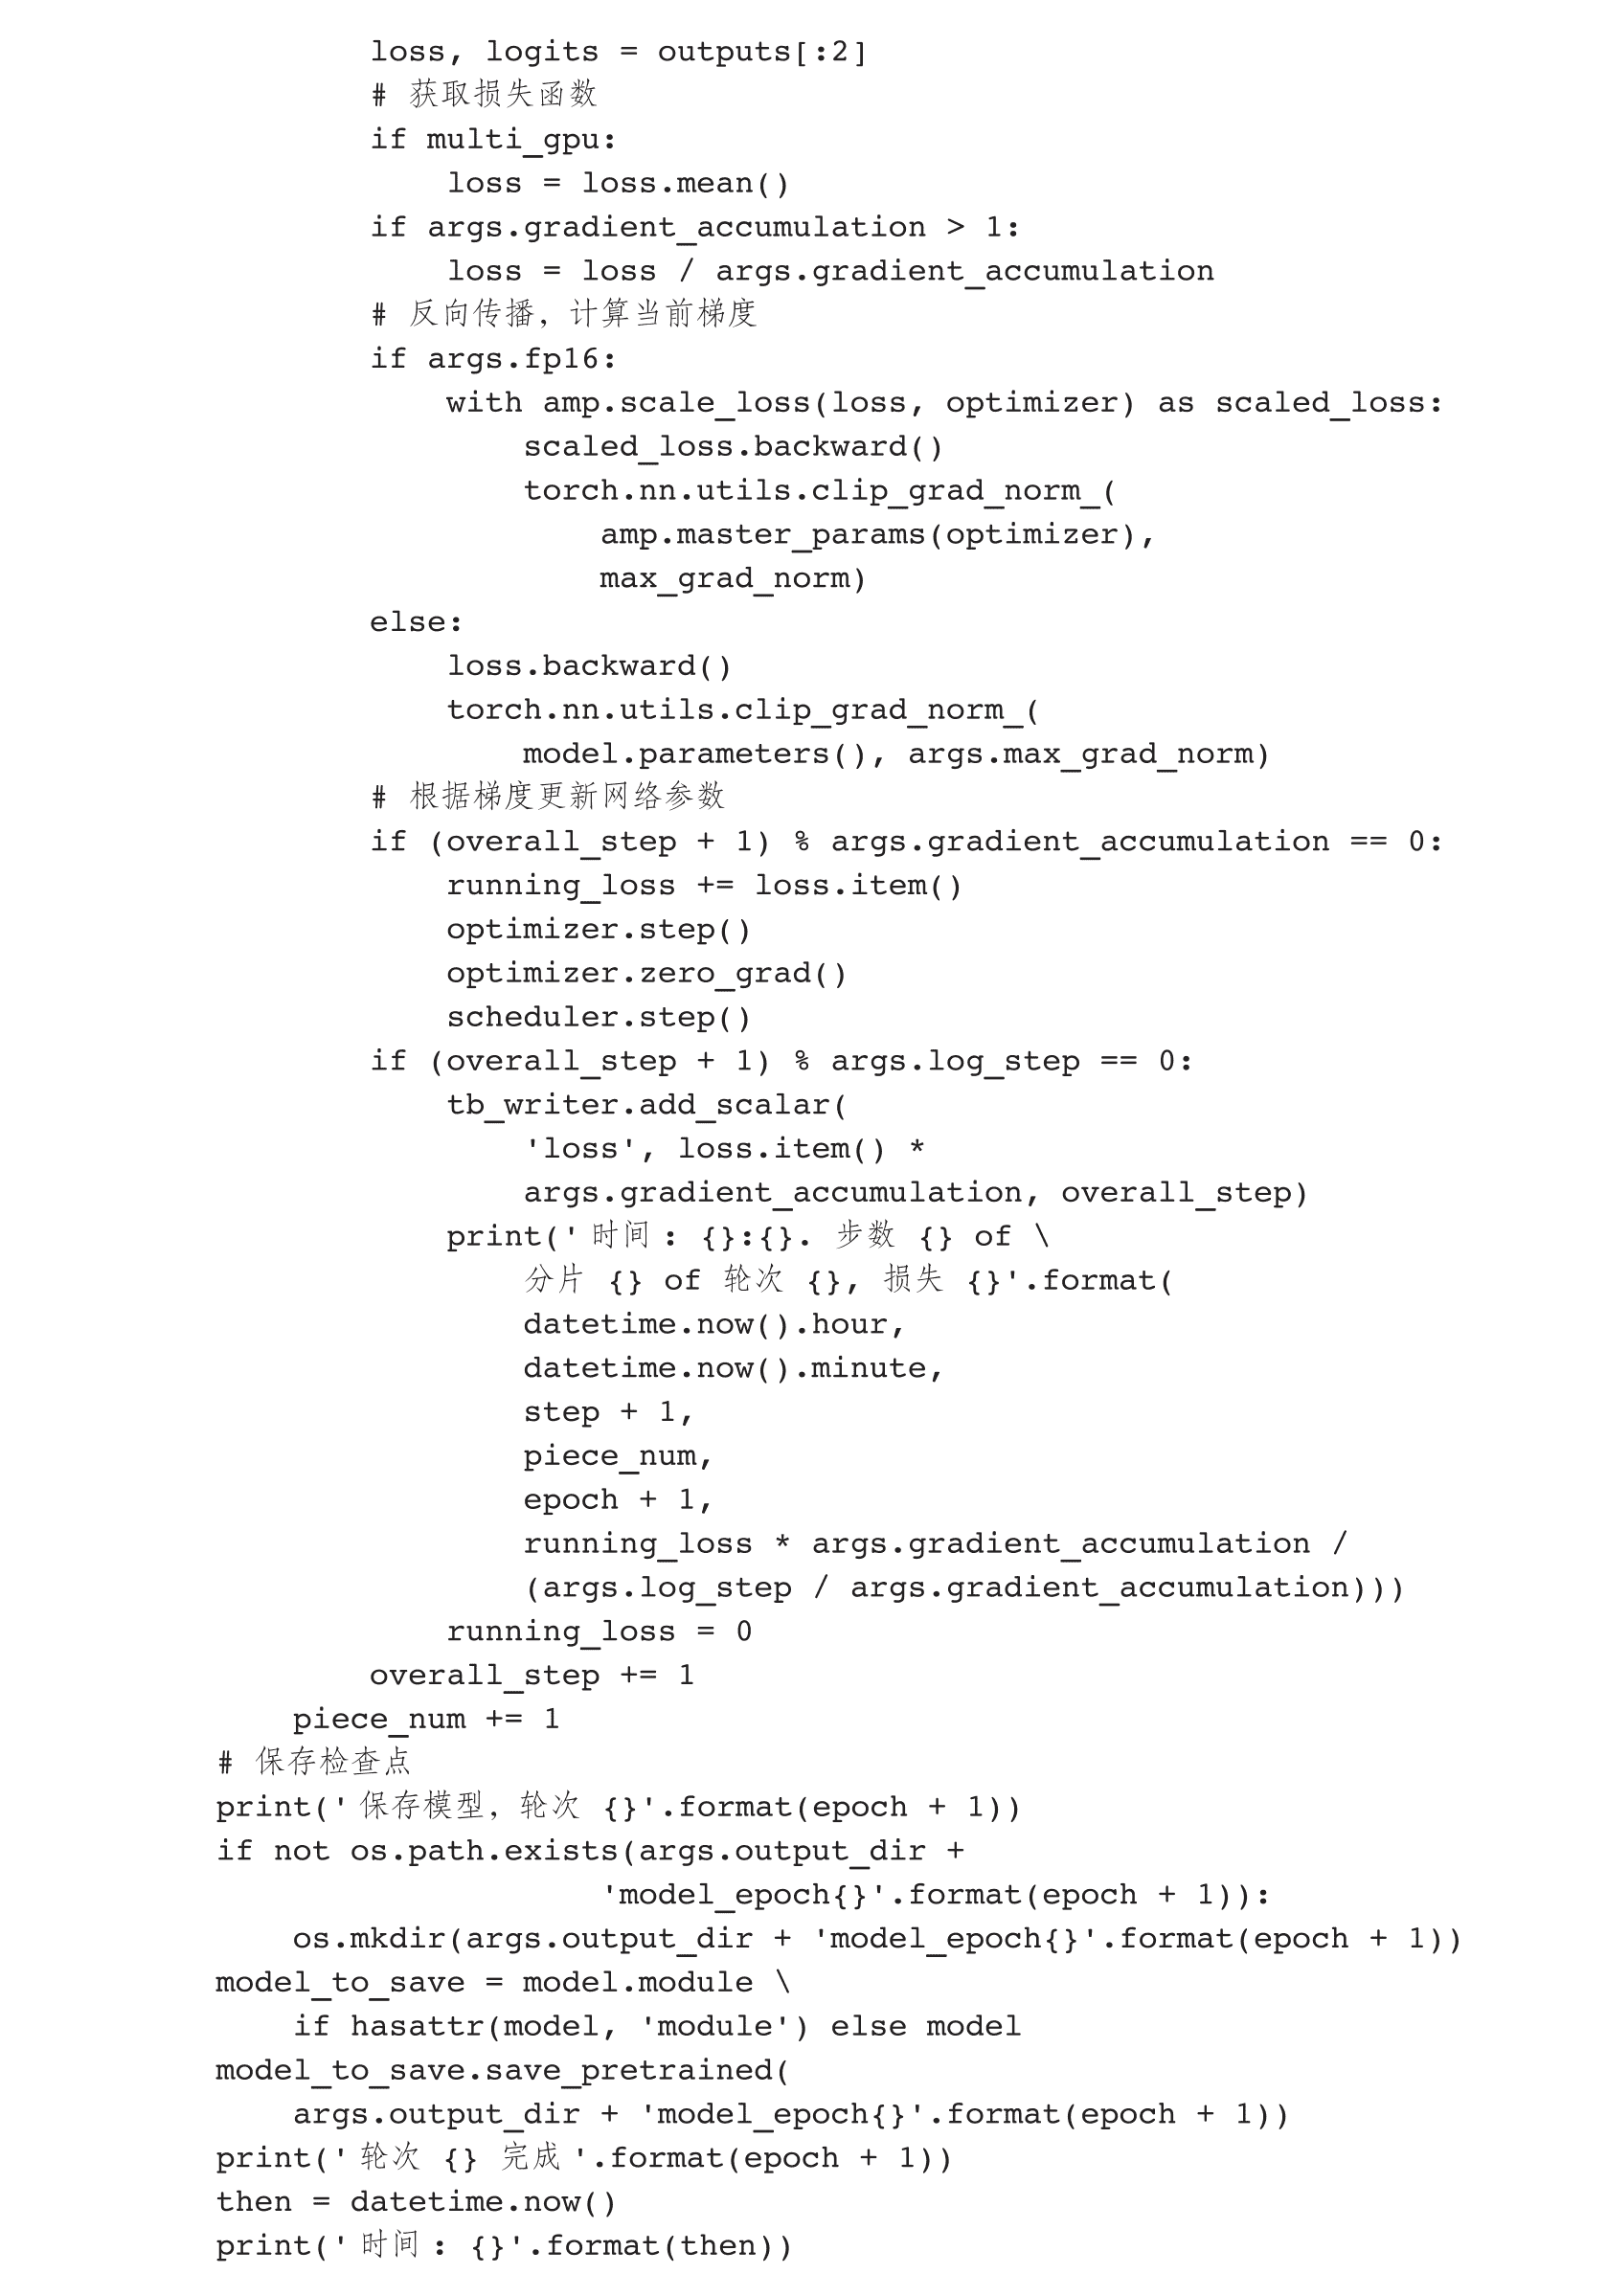 loss, logits = outputs[:2]
# 获取损失函数
if multi_gpu:
loss = loss.mean()
if args.gradient_accumulation > 1:
loss = loss / args.gradient_accumulation
# 反向传播，计算当前梯度
if args.fp16:
with amp.scale_loss(loss, optimizer) as scaled_loss:
scaled_loss.backward()
torch.nn.utils.clip_grad_norm_(
amp.master_params(optimizer),
max_grad_norm)
else:
loss.backward()
torch.nn.utils.clip_grad_norm_(
model.parameters(), args.max_grad_norm)
# 根据梯度更新网络参数
if (overall_step + 1) % args.gradient_accumulation == 0:
running_loss += loss.item()
optimizer.step()
optimizer.zero_grad()
scheduler.step()
if (overall_step + 1) % args.log_step == 0:
tb_writer.add_scalar(
'loss', loss.item() *
args.gradient_accumulation, overall_step)
print('时间: {}:{}. 步数 {} of \
分片 {} of 轮次 {}, 损失 {}'.format(
datetime.now().hour,
datetime.now().minute,
step + 1,
piece_num,
epoch + 1,
running_loss * args.gradient_accumulation /
(args.log_step / args.gradient_accumulation)))
running_loss = 0
overall_step += 1
piece_num += 1
# 保存检查点
print('保存模型，轮次 {}'.format(epoch + 1))
if not os.path.exists(args.output_dir +
'model_epoch{}'.format(epoch + 1)):
os.mkdir(args.output_dir + 'model_epoch{}'.format(epoch + 1))
model_to_save = model.module \
if hasattr(model, 'module') else model
model_to_save.save_pretrained(
args.output_dir + 'model_epoch{}'.format(epoch + 1))
print('轮次 {} 完成'.format(epoch + 1))
then = datetime.now()
print('时间: {}'.format(then))